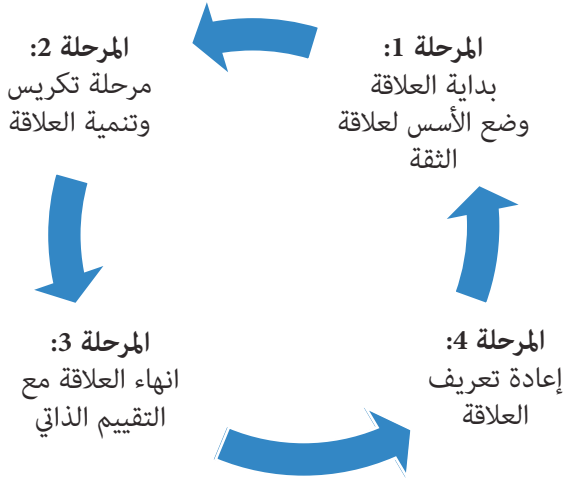 المرحلة 1:
بداية العلاقة
وضع الأسس لعلاقة
الثقة
المرحلة 2:
مرحلة تكريس
وتنمية العلاقة
المرحلة 3:
انهاء العلاقة مع
التقييم الذاتي
المرحلة 4:
إعادة تعريف
العلاقة